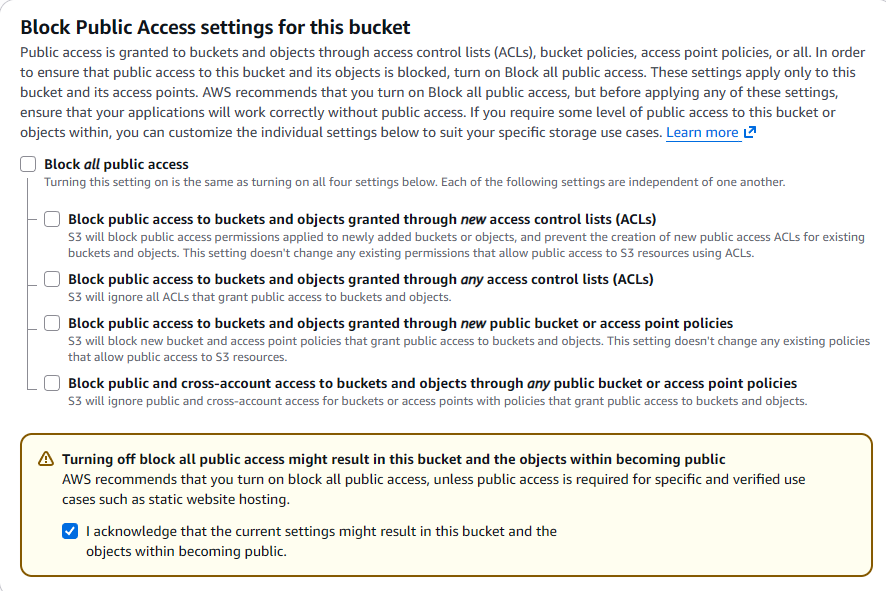 Block Public Access settings for this bucket
Public access is granted to buckets and objects through access control lists (ACLs), bucket policies, access point policies, or all. In order
to ensure that public access to this bucket and its objects is blocked, turn on Block all public access. These settings apply only to this
bucket and its access points. AWS recommends that you turn on Block all public access, but before applying any of these settings,
ensure that your applications will work correctly without public access. If you require some level of public access to this bucket or
objects within, you can customize the individual settings below to suit your specific storage use cases. Learn more
Block all public access
Turning this setting on is the same as turning on all four settings below. Each of the following settings are independent of one another.
Block public access to buckets and objects granted through new access control lists (ACLs)
S3 will block public access permissions applied to newly added buckets or objects, and prevent the creation of new public access ACLs for existing
buckets and objects. This setting doesn't change any existing permissions that allow public access to S3 resources using ACLs.
Block public access to buckets and objects granted through any access control lists (ACLs)
S3 will ignore all ACLs that grant public access to buckets and objects.
Block public access to buckets and objects granted through new public bucket or access point policies
S3 will block new bucket and access point policies that grant public access to buckets and objects. This setting doesn't change any existing policies
that allow public access to S3 resources.
Block public and cross-account access to buckets and objects through any public bucket or access point policies
S3 will ignore public and cross-account access for buckets or access points with policies that grant public access to buckets and objects.
Turning off block all public access might result in this bucket and the objects within becoming public
AWS recommends that you turn on block all public access, unless public access is required for specific and verified use
cases such as static website hosting.
I acknowledge that the current settings might result in this bucket and the
objects within becoming public.